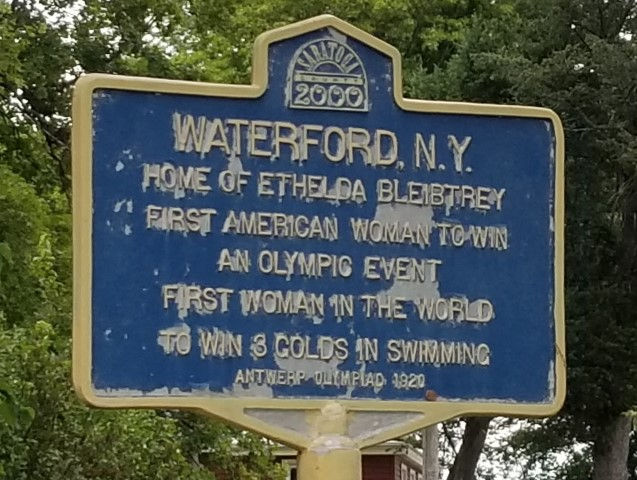 SARATOGA
COUNTY
2000
WATERFORD, N.Y.
HOME OF ETHELDA BLEIBTREY
FIRST AMERICAN WOMAN TO WIN
AN OLYMPIC EVENT
FIRST WOMAN IN THE WORLD
TO WIN 3 GOLDS IN SWIMMING
ANTWERP OLYMPIAD 1920